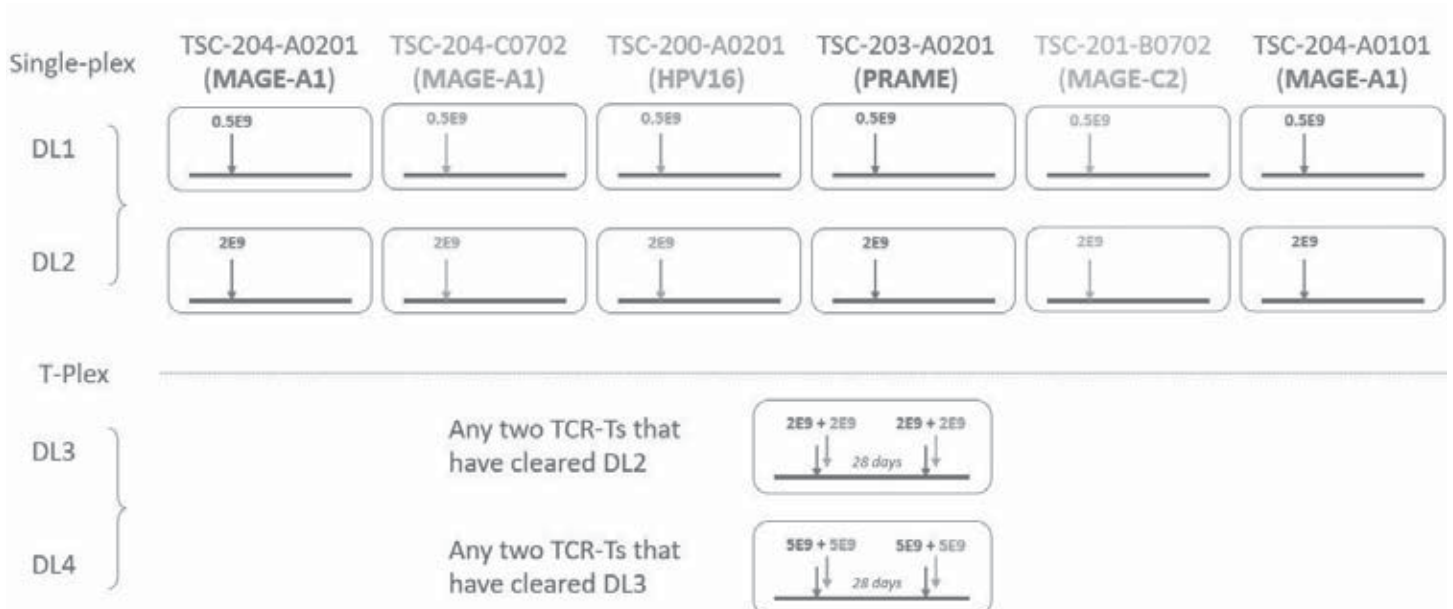 Single-plex
TSC-204-A0201 TSC-204-C0702 TSC-200-A0201 TSC-203-A0201 TSC-201-B0702 TSC-204-A0101
(MAGE-A1) (MAGE-A1) (HPV16) (PRAME) (MAGE-C2) (MAGE-A1)
DL1
0.5E9 0.5E9 0.5E9 0.5E9 0.5E9 0.5E9
DL2
2E9 2E9 2E9 2E9 2E9 2E9
T-Plex
DL3
Any two TCR-Ts that
have cleared DL2
2E9 + 2E9 2E9 + 2E9
28 days
DL4
Any two TCR-Ts that
have cleared DL3
5E9 + 5E9 5E9 + 5E9
28 days